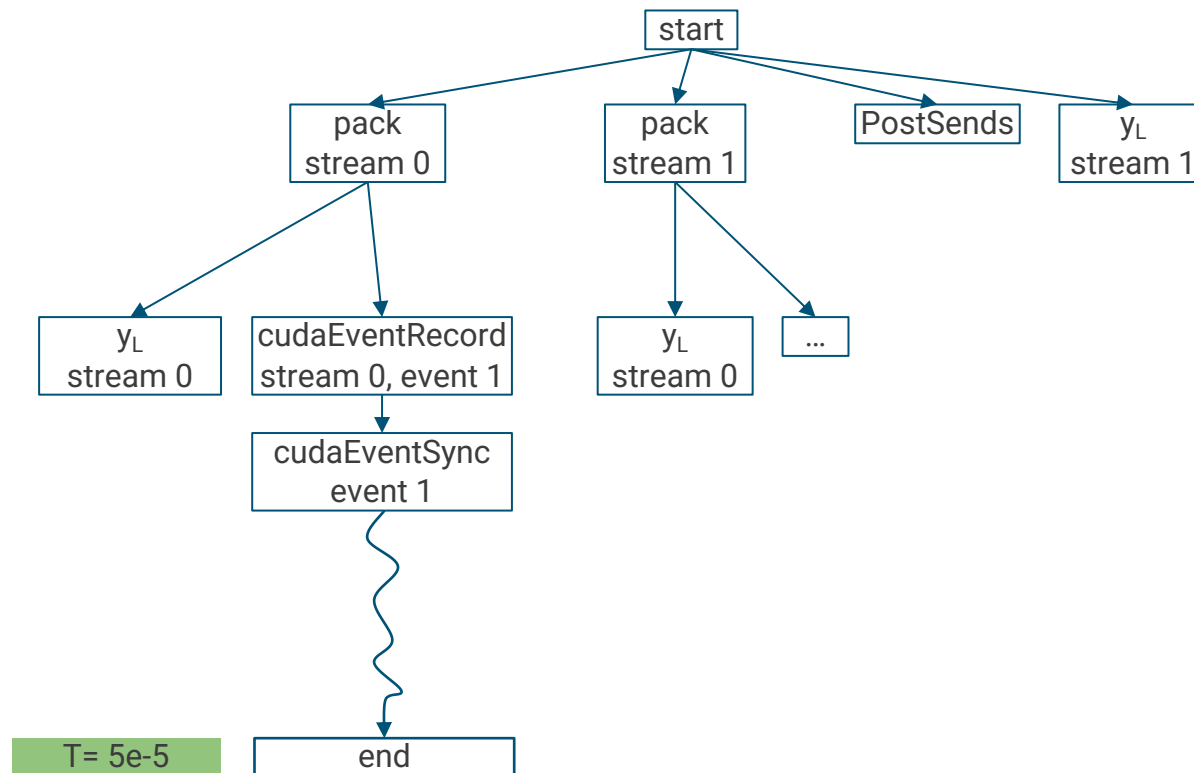 start
pack
stream 0
pack
stream 1
PostSends
yL
stream 1
yL
stream 0
cudaEventRecord
stream 0, event 1
yL
stream 0
...
cudaEventSync
event 1
T= 5e-5
end